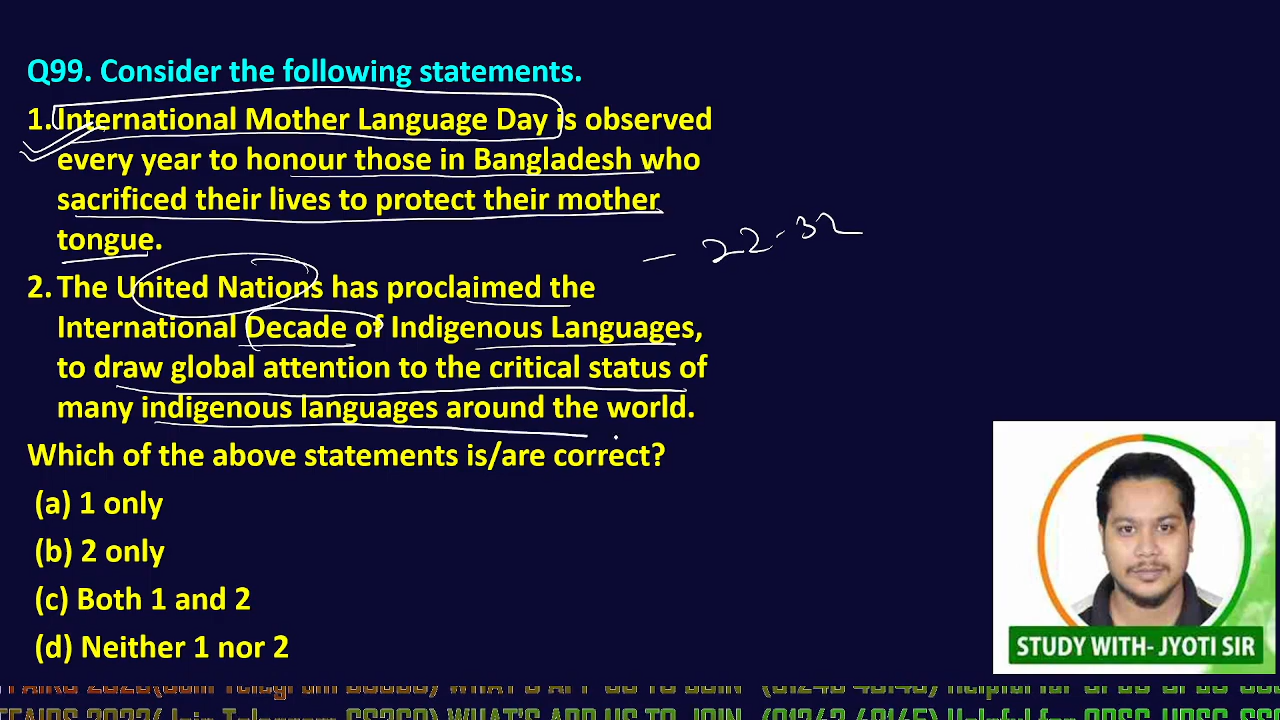 Q99. Consider the following statements.
1. International Mother Language Day is observed
every year to honour those in Bangladesh who
sacrificed their lives to protect their mother
tongue.
- 22-32
2. The United Nations has proclaimed the
International Decade of Indigenous Languages,
to draw global attention to the critical status of
many indigenous languages around the world.
Which of the above statements is/are correct?
(a) 1 only
(b) 2 only
(c) Both 1 and 2
(d) Neither 1 nor 2
STUDY WITH- JYOTI SIR